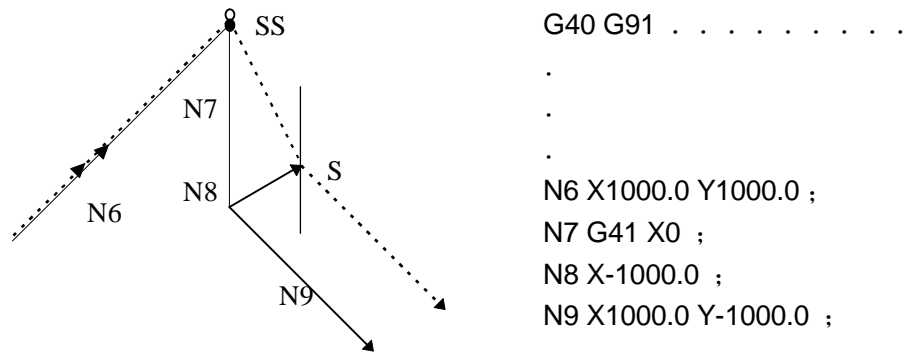 SS
N7
S
N8
N6
N9
G40 G91 . . . . . . . . .
.
.
.
N6 X1000.0 Y1000.0 ;
N7 G41 X0 ;
N8 X-1000.0 ;
N9 X1000.0 Y-1000.0 ;